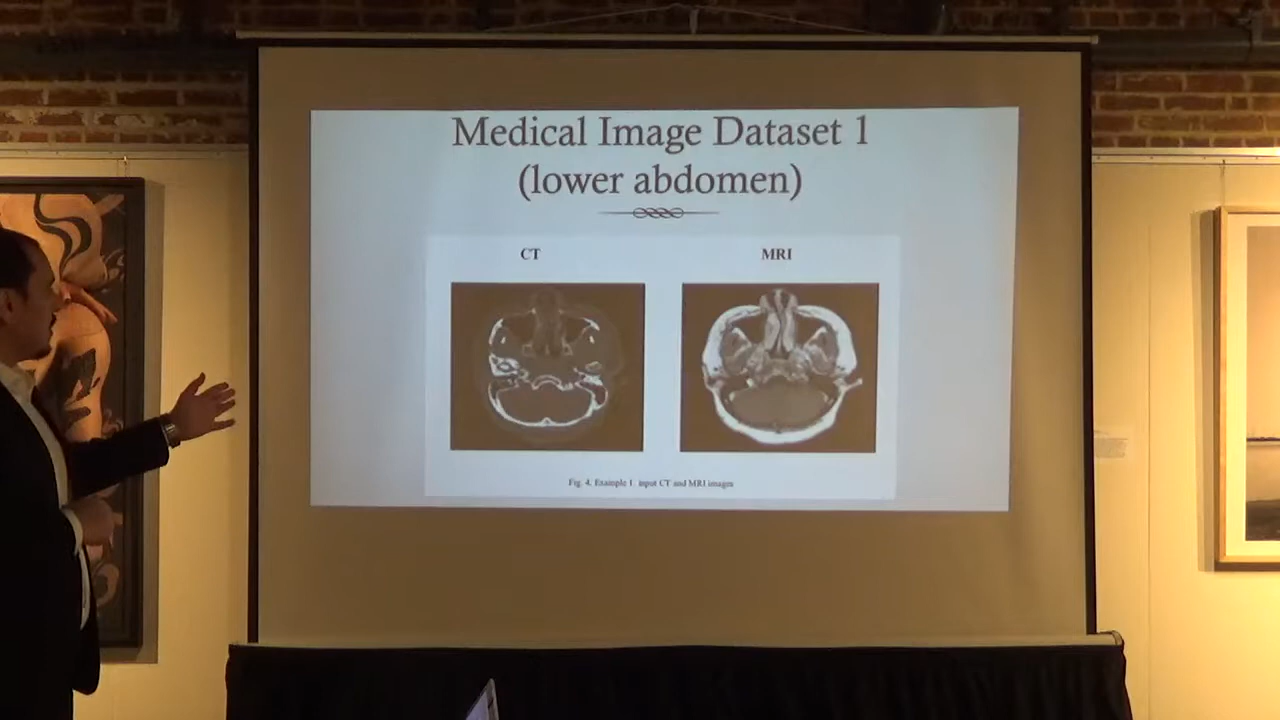 Medical Image Dataset 1
(lower abdomen)
CT
MRI
Fig. 4. Example 1. input CT and MRI images